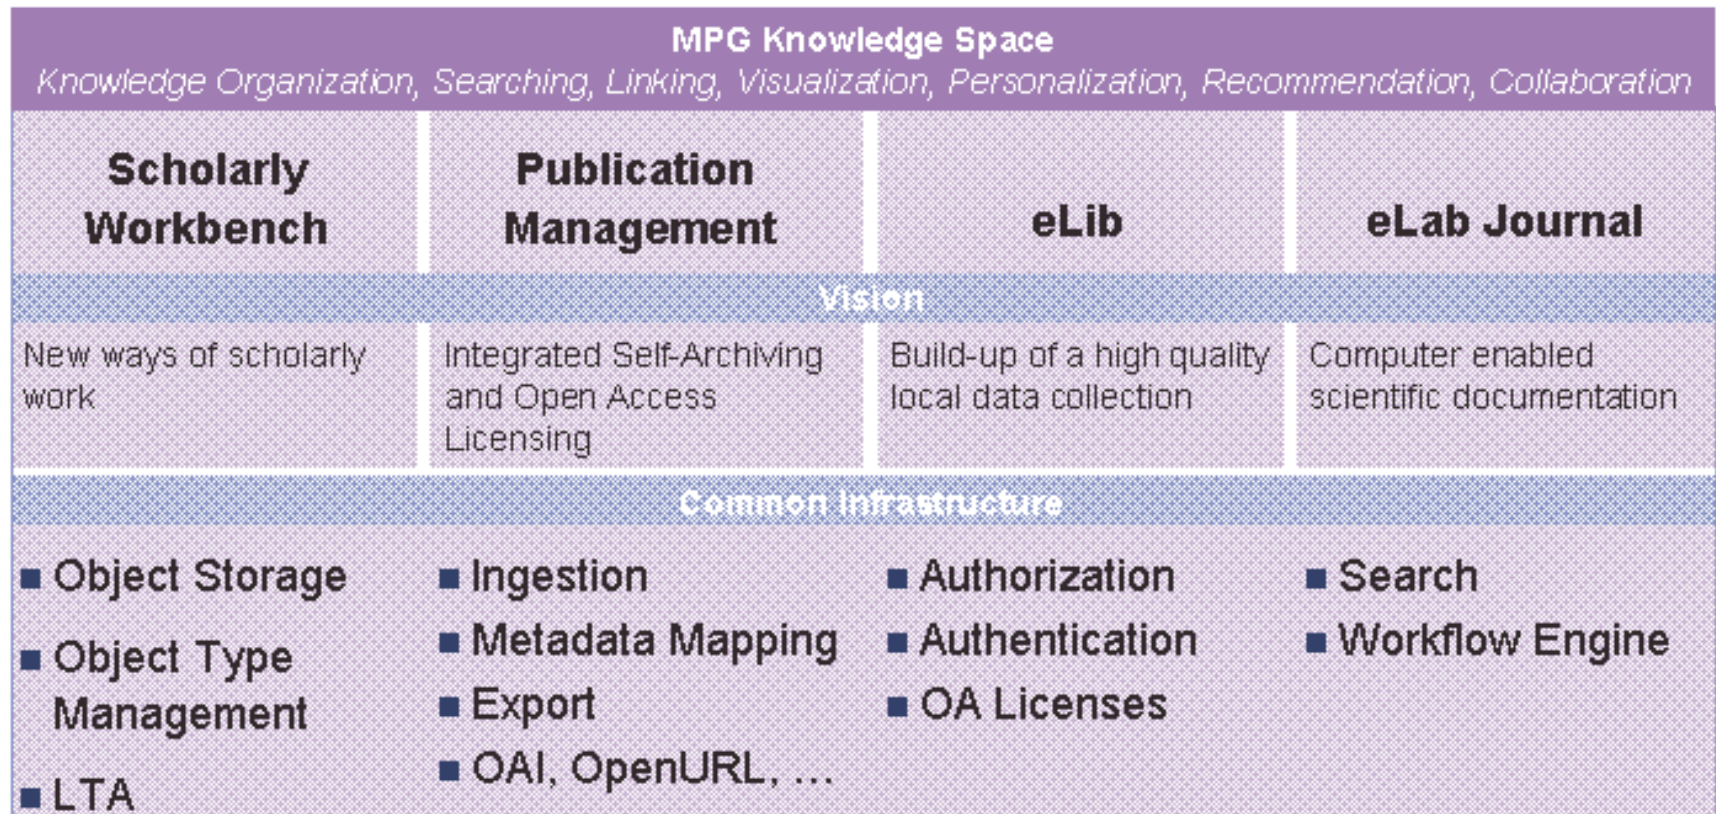 MPG Knowledge Space
Knowledge Organization, Searching, Linking, Visualization, Personalization, Recommendation, Collaboration
Scholarly
Workbench
Publication
Management
eLib
eLab Journal
Vision
New ways of scholarly
work
Integrated Self-Archiving
and Open Access
Licensing
Build-up of a high quality
local data collection
Computer enabled
scientific documentation
Common Infrastructure
■ Object Storage
■ Object Type
Management
■ LTA
■ Ingestion
■ Metadata Mapping
■ Export
■ OAI, OpenURL, ...
■ Authorization
■ Authentication
■ OA Licenses
■ Search
■ Workflow Engine